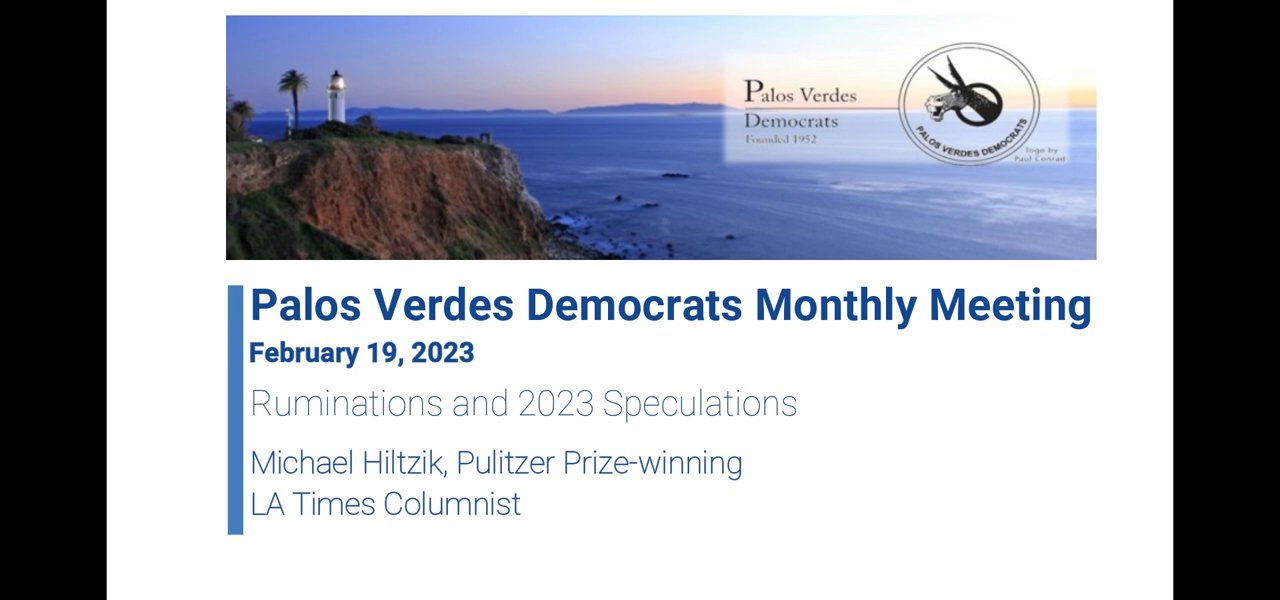 Palos Verdes
Democrats
Founded 1952
PALOS VERDES DEMOCRATS
logo by
Paul Conrad
Palos Verdes Democrats Monthly Meeting
February 19, 2023
Ruminations and 2023 Speculations
Michael Hiltzik, Pulitzer Prize-winning
LA Times Columnist